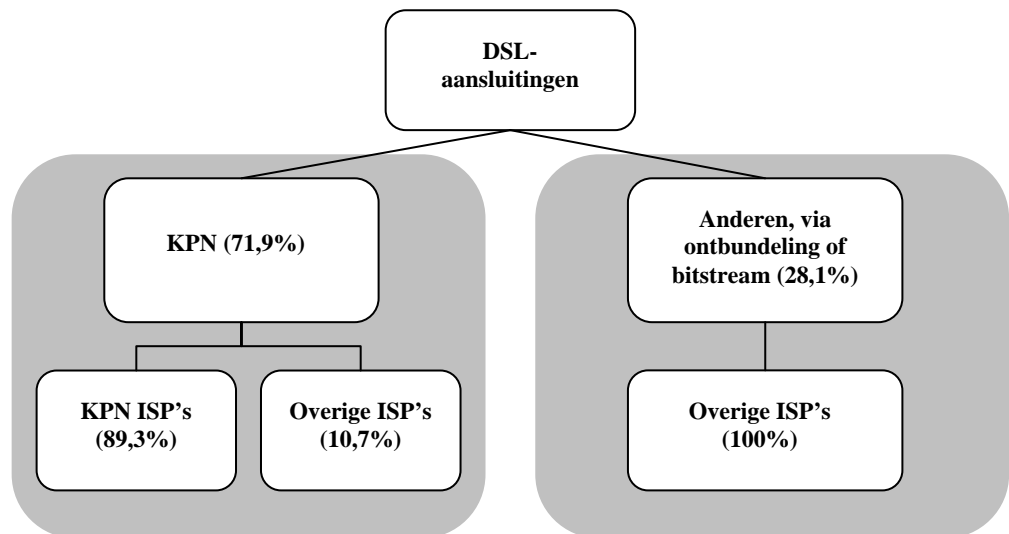 DSL-
aansluitingen
KPN (71,9%)
Anderen, via
ontbundeling of
bitstream (28,1%)
KPN ISP's
(89,3%)
Overige ISP's
(10,7%)
Overige ISP's
(100%)